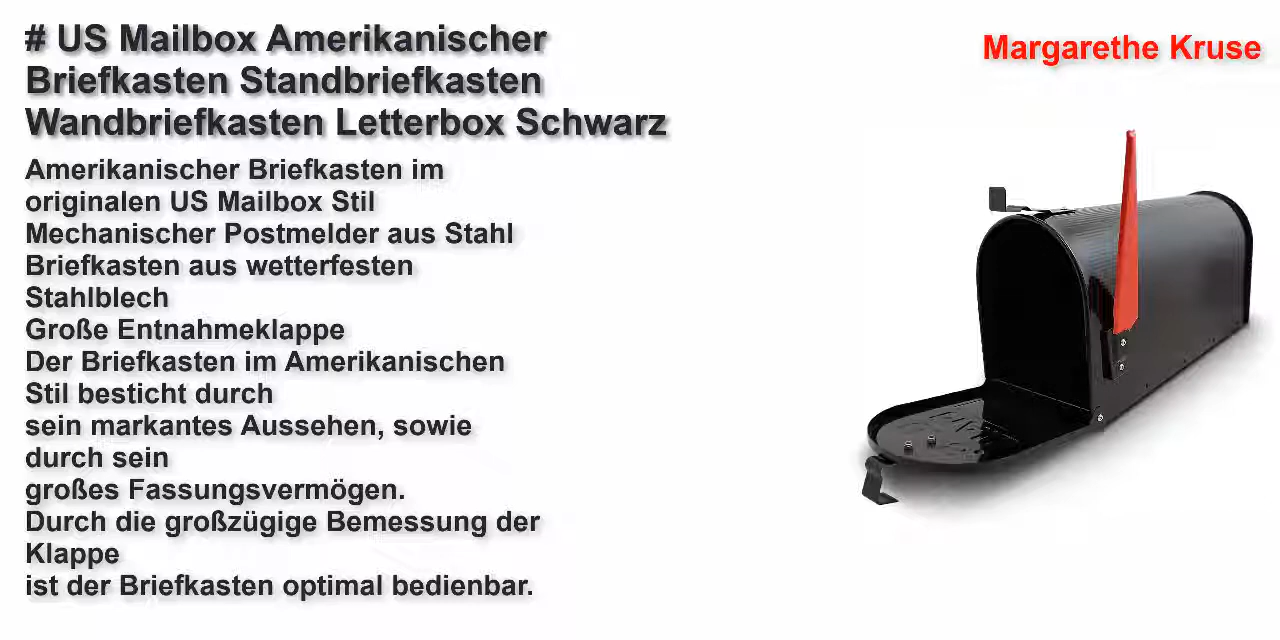 # US Mailbox Amerikanischer
Briefkasten Standbriefkasten
Wandbriefkasten Letterbox Schwarz
Margarethe Kruse
Amerikanischer Briefkasten im
originalen US Mailbox Stil
Mechanischer Postmelder aus Stahl
Briefkasten aus wetterfesten
Stahlblech
Große Entnahmeklappe
Der Briefkasten im Amerikanischen
Stil besticht durch
sein markantes Aussehen, sowie
durch sein
großes Fassungsvermögen.
Durch die großzügige Bemessung der
Klappe
ist der Briefkasten optimal bedienbar.